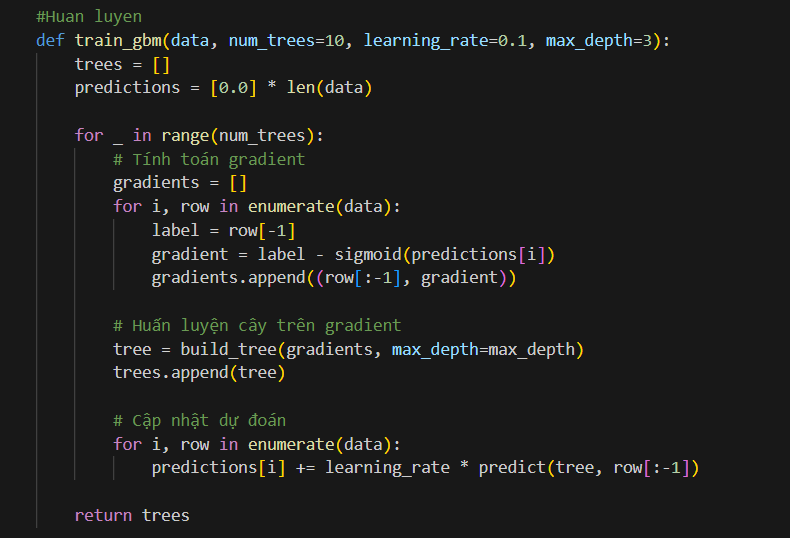 #Huan luyen
def train_gbm(data, num_trees=10, learning_rate=0.1, max_depth=3):
    trees = []
    predictions = [0.0] * len(data)

    for _ in range(num_trees):
        # Tính toán gradient
        gradients = []
        for i, row in enumerate(data):
            label = row[-1]
            gradient = label - sigmoid(predictions[i])
            gradients.append((row[:-1], gradient))

        # Huấn luyện cây trên gradient
        tree = build_tree(gradients, max_depth=max_depth)
        trees.append(tree)

        # Cập nhật dự đoán
        for i, row in enumerate(data):
            predictions[i] += learning_rate * predict(tree, row[:-1])

    return trees